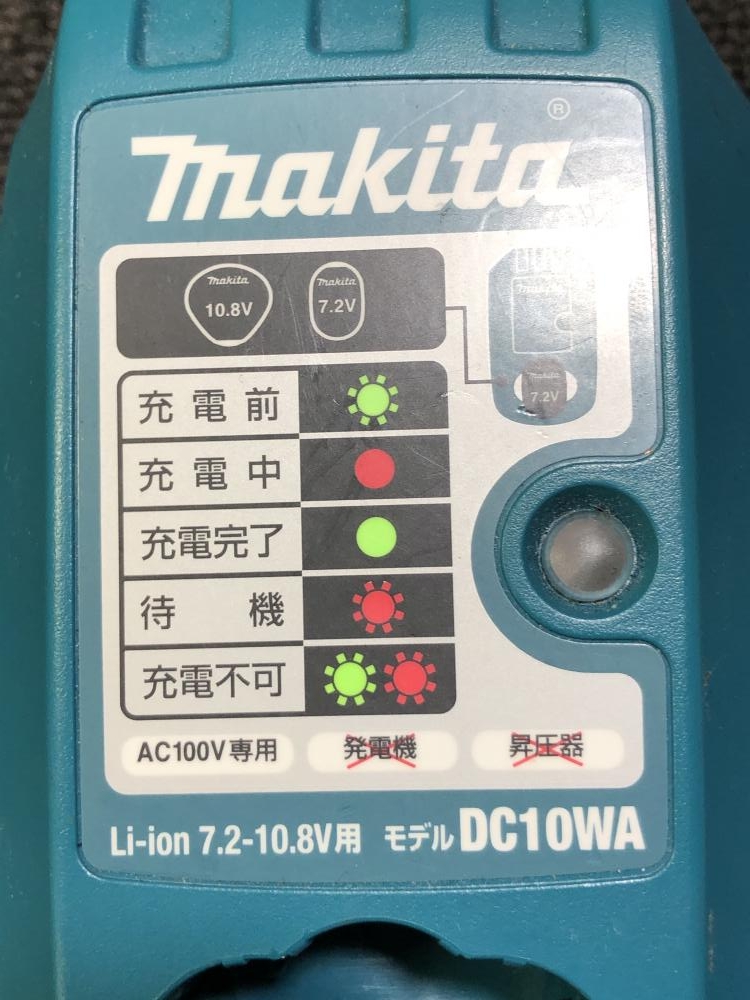 makita®
makita
10.8V
makita
7.2V
makita
makita
7.2V
充電前
充電中
充電完了
待機
充電不可
AC100V専用
発電機
昇圧器
Li-ion 7.2-10.8V用 モデル DC10WA